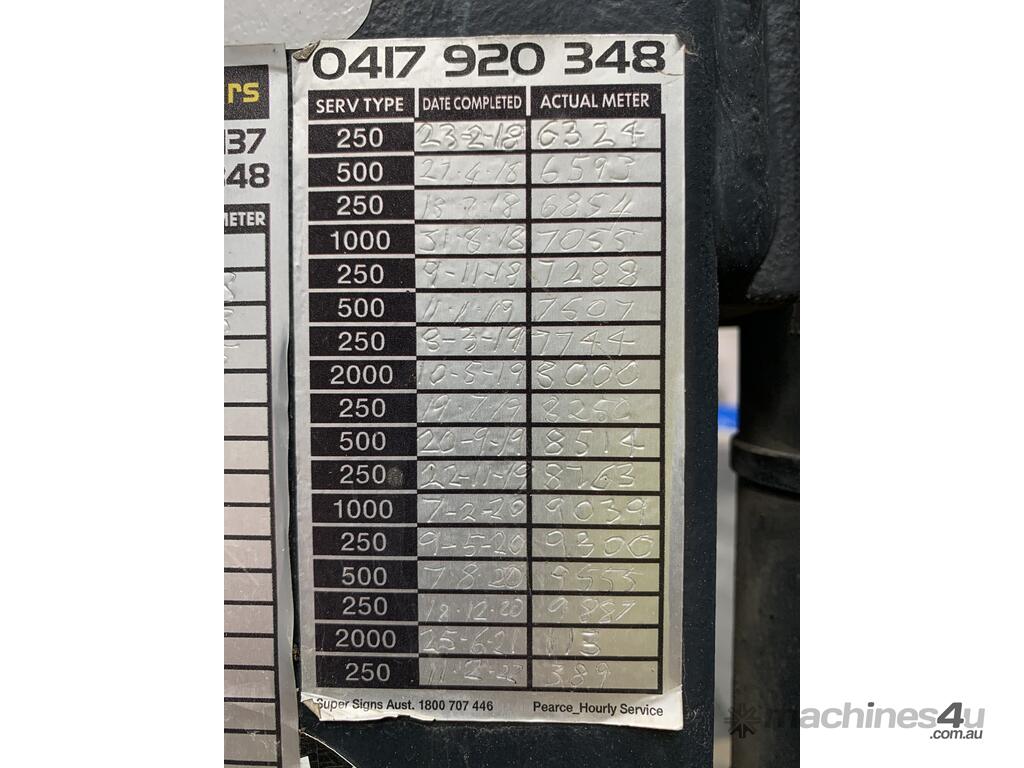 0417 920 348
SERV TYPE DATE COMPLETED ACTUAL METER
250 23-2-18 6324
500 27.4.18 6593
250 13.7.18 6854
1000 31.8.18 7055
250 9-11-18 7288
500 11.1.19 7507
250 8-3-19 7744
2000 10-5-19 8000
250 19.7.19 8250
500 20-9-19 8514
250 22-11-19 8763
1000 7-2-20 9039
250 9-5-20 9300
500 7.8.20 9555
250 18.12.20 9887
2000 25-6-21 113
250 11-2-22 389
Super Signs Aust. 1800 707 446 Pearce_Hourly Service
rs
137
348
METER
machines4u
.com.au